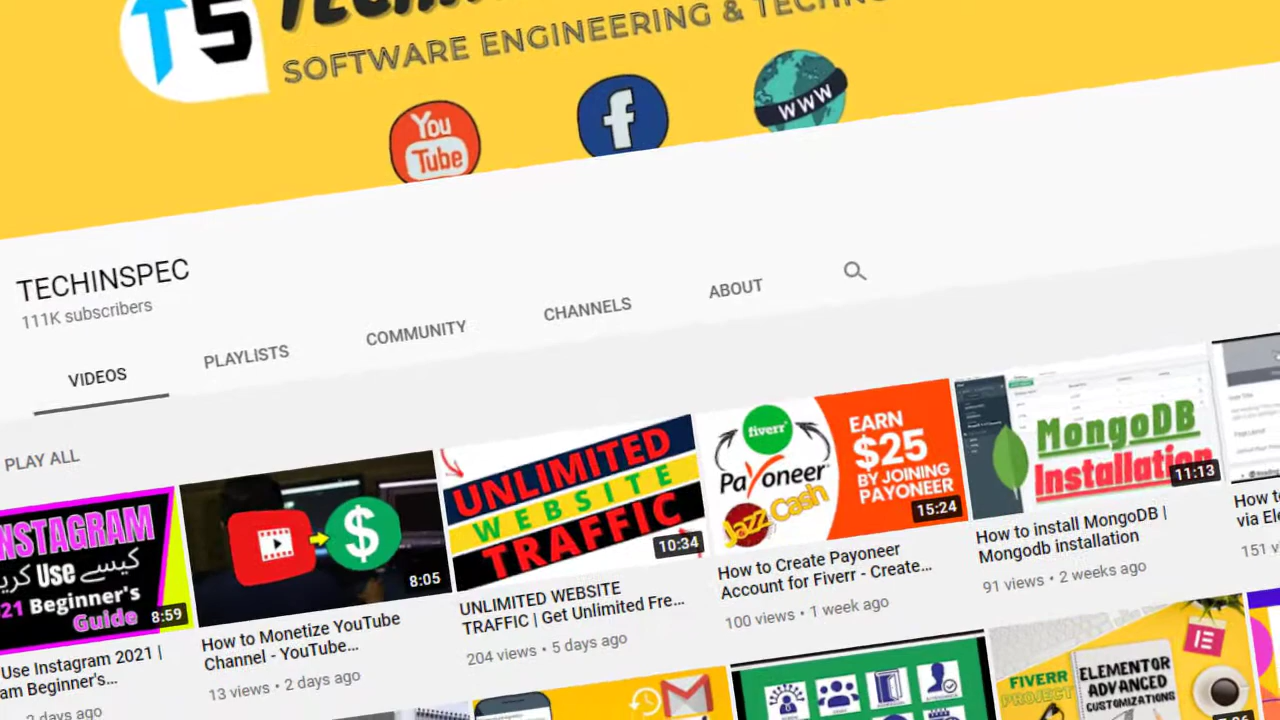 T5
SOFTWARE ENGINEERING &
You
Tube
f
WWW
TECHINSPEC
111K subscribers
VIDEOS
PLAYLISTS
COMMUNITY
CHANNELS
ABOUT
PLAY ALL
INSTAGRAM
کیسے Use کریں
21 Beginner's
Guide
8:59
Use Instagram 2021 |
am Beginner's...
2 days ago
$
8:05
How to Monetize YouTube
Channel - YouTube...
13 views • 2 days ago
UNLIMITED
WEBSITE
TRAFFIC
10:34
UNLIMITED WEBSITE
TRAFFIC | Get Unlimited Fre...
204 views • 5 days ago
fiverr
Payoneer
JazzCash
EARN
$25
BY JOINING
PAYONEER
15:24
How to Create Payoneer
Account for Fiverr - Create...
100 views • 1 week ago
MongoDB
Installation
11:13
How to install MongoDB |
Mongodb installation
91 views • 2 weeks ago
How to
via Ele
151 vi
FIVERR
PROJECT
ELEMENTOR
ADVANCED
CUSTOMIZATIONS